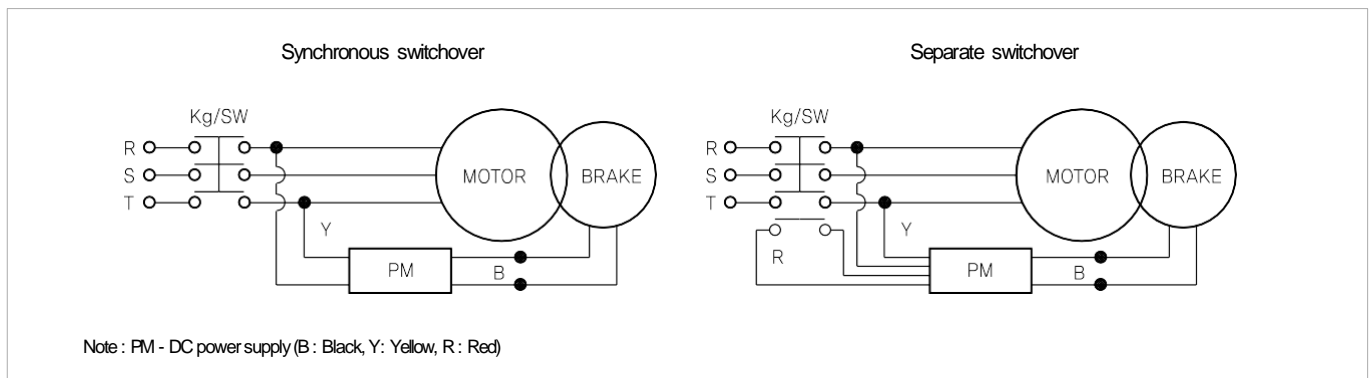 Synchronous switchover
Separate switchover
Kg/SW
R
S
T
MOTOR
BRAKE
Y
PM
B
Kg/SW
R
S
T
MOTOR
BRAKE
Y
R
PM
B
Note : PM - DC power supply (B : Black, Y : Yellow, R : Red)